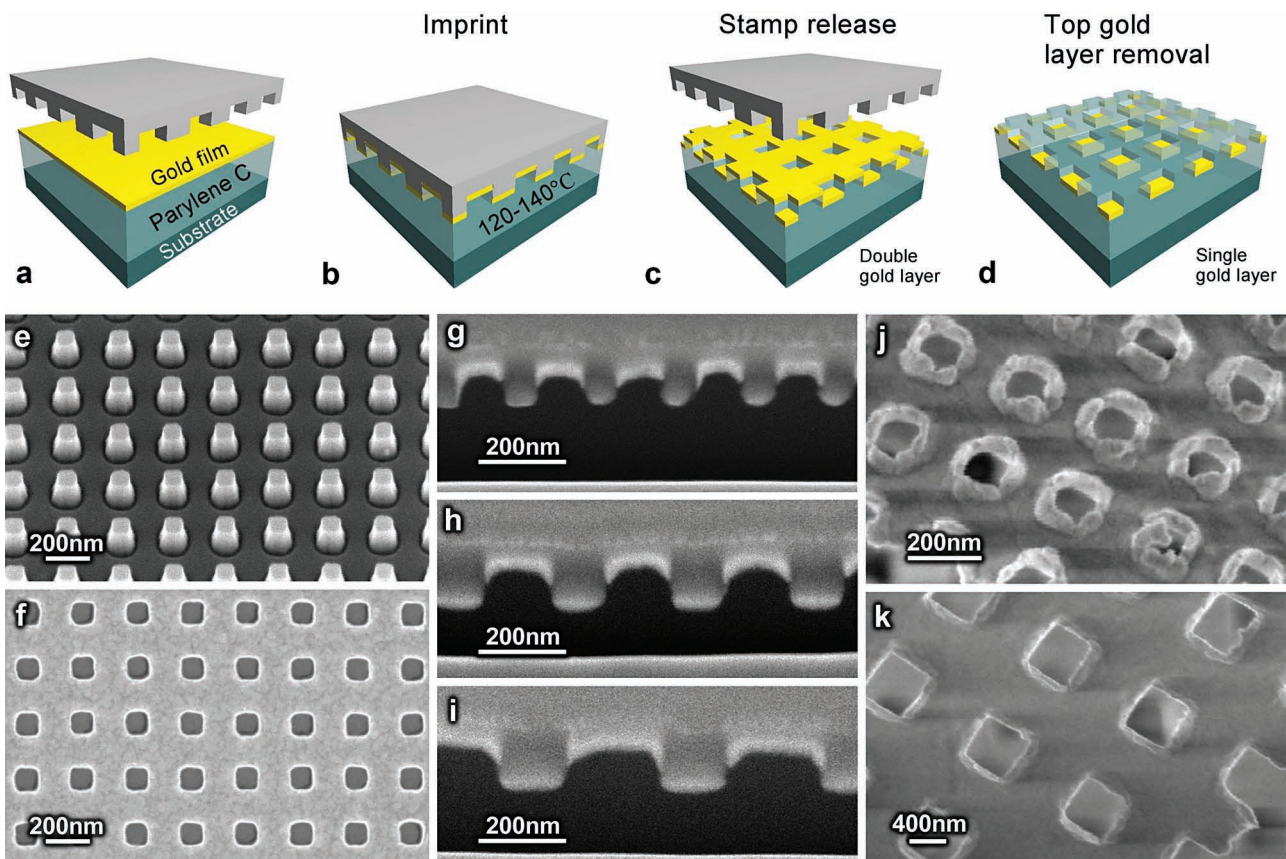 Imprint
Stamp release
Top gold
layer removal
Gold film
Parylene C
Substrate
120-140°C
Double
gold layer
Single
gold layer
a
b
c
d
e
200nm
f
200nm
g
200nm
h
200nm
i
200nm
j
200nm
k
400nm